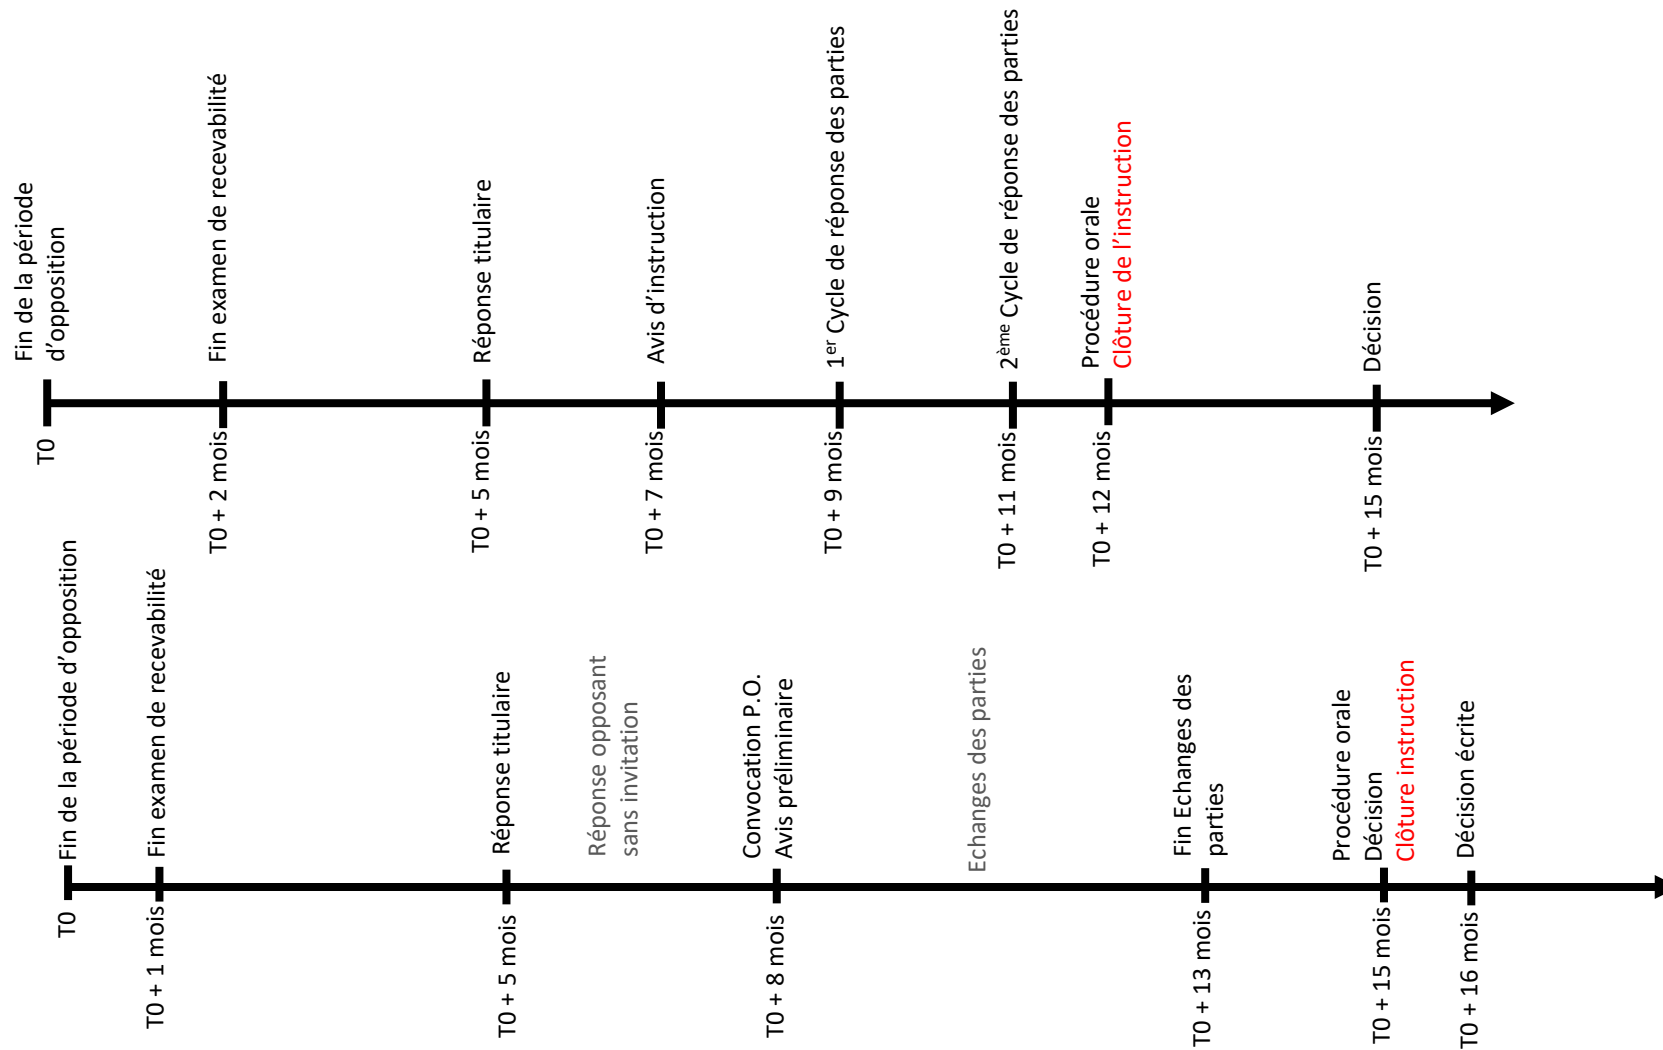 Fin de la période
d'opposition
Fin examen de recevabilité
Réponse titulaire
Avis d'instruction
1er Cycle de réponse des parties
2ème Cycle de réponse des parties
Procédure orale
Clôture de l'instruction
Décision
T0
T0 + 2 mois
T0 + 5 mois
T0 + 7 mois
T0 + 9 mois
T0 + 11 mois
T0 + 12 mois
T0 + 15 mois
Fin de la période d'opposition
Fin examen de recevabilité
Réponse titulaire
Réponse opposant
sans invitation
Convocation P.O.
Avis préliminaire
Echanges des parties
Fin Echanges des
parties
Procédure orale
Décision
Clôture instruction
Décision écrite
T0
T0 + 1 mois
T0 + 5 mois
T0 + 8 mois
T0 + 13 mois
T0 + 15 mois
T0 + 16 mois